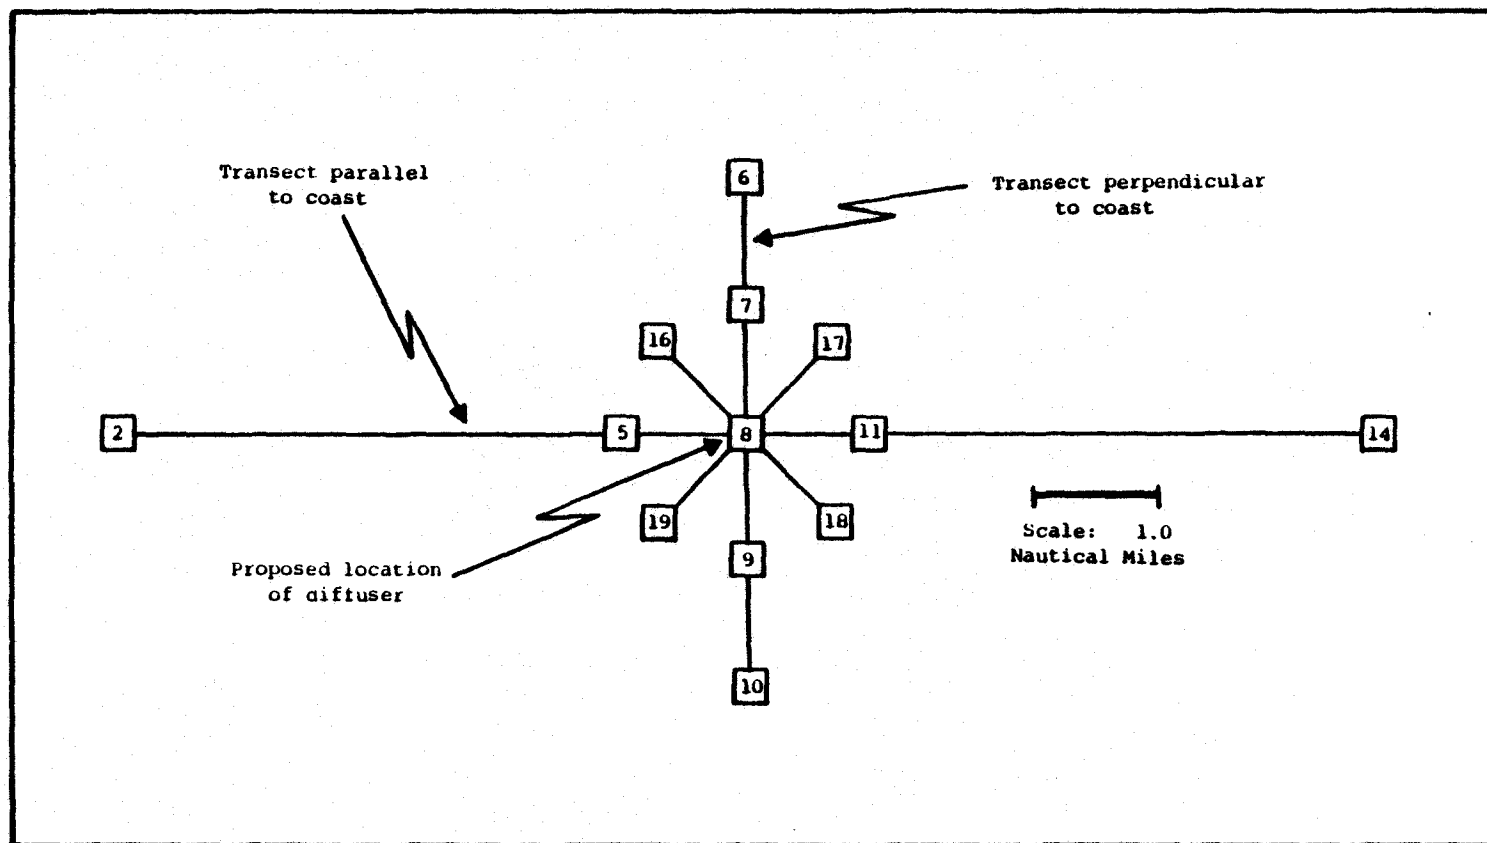 Transect parallel
to coast
6
Transect perpendicular
to coast
7
16
17
2
5
8
11
14
19
18
Scale: 1.0
Nautical Miles
9
Proposed location
of diftuser
10